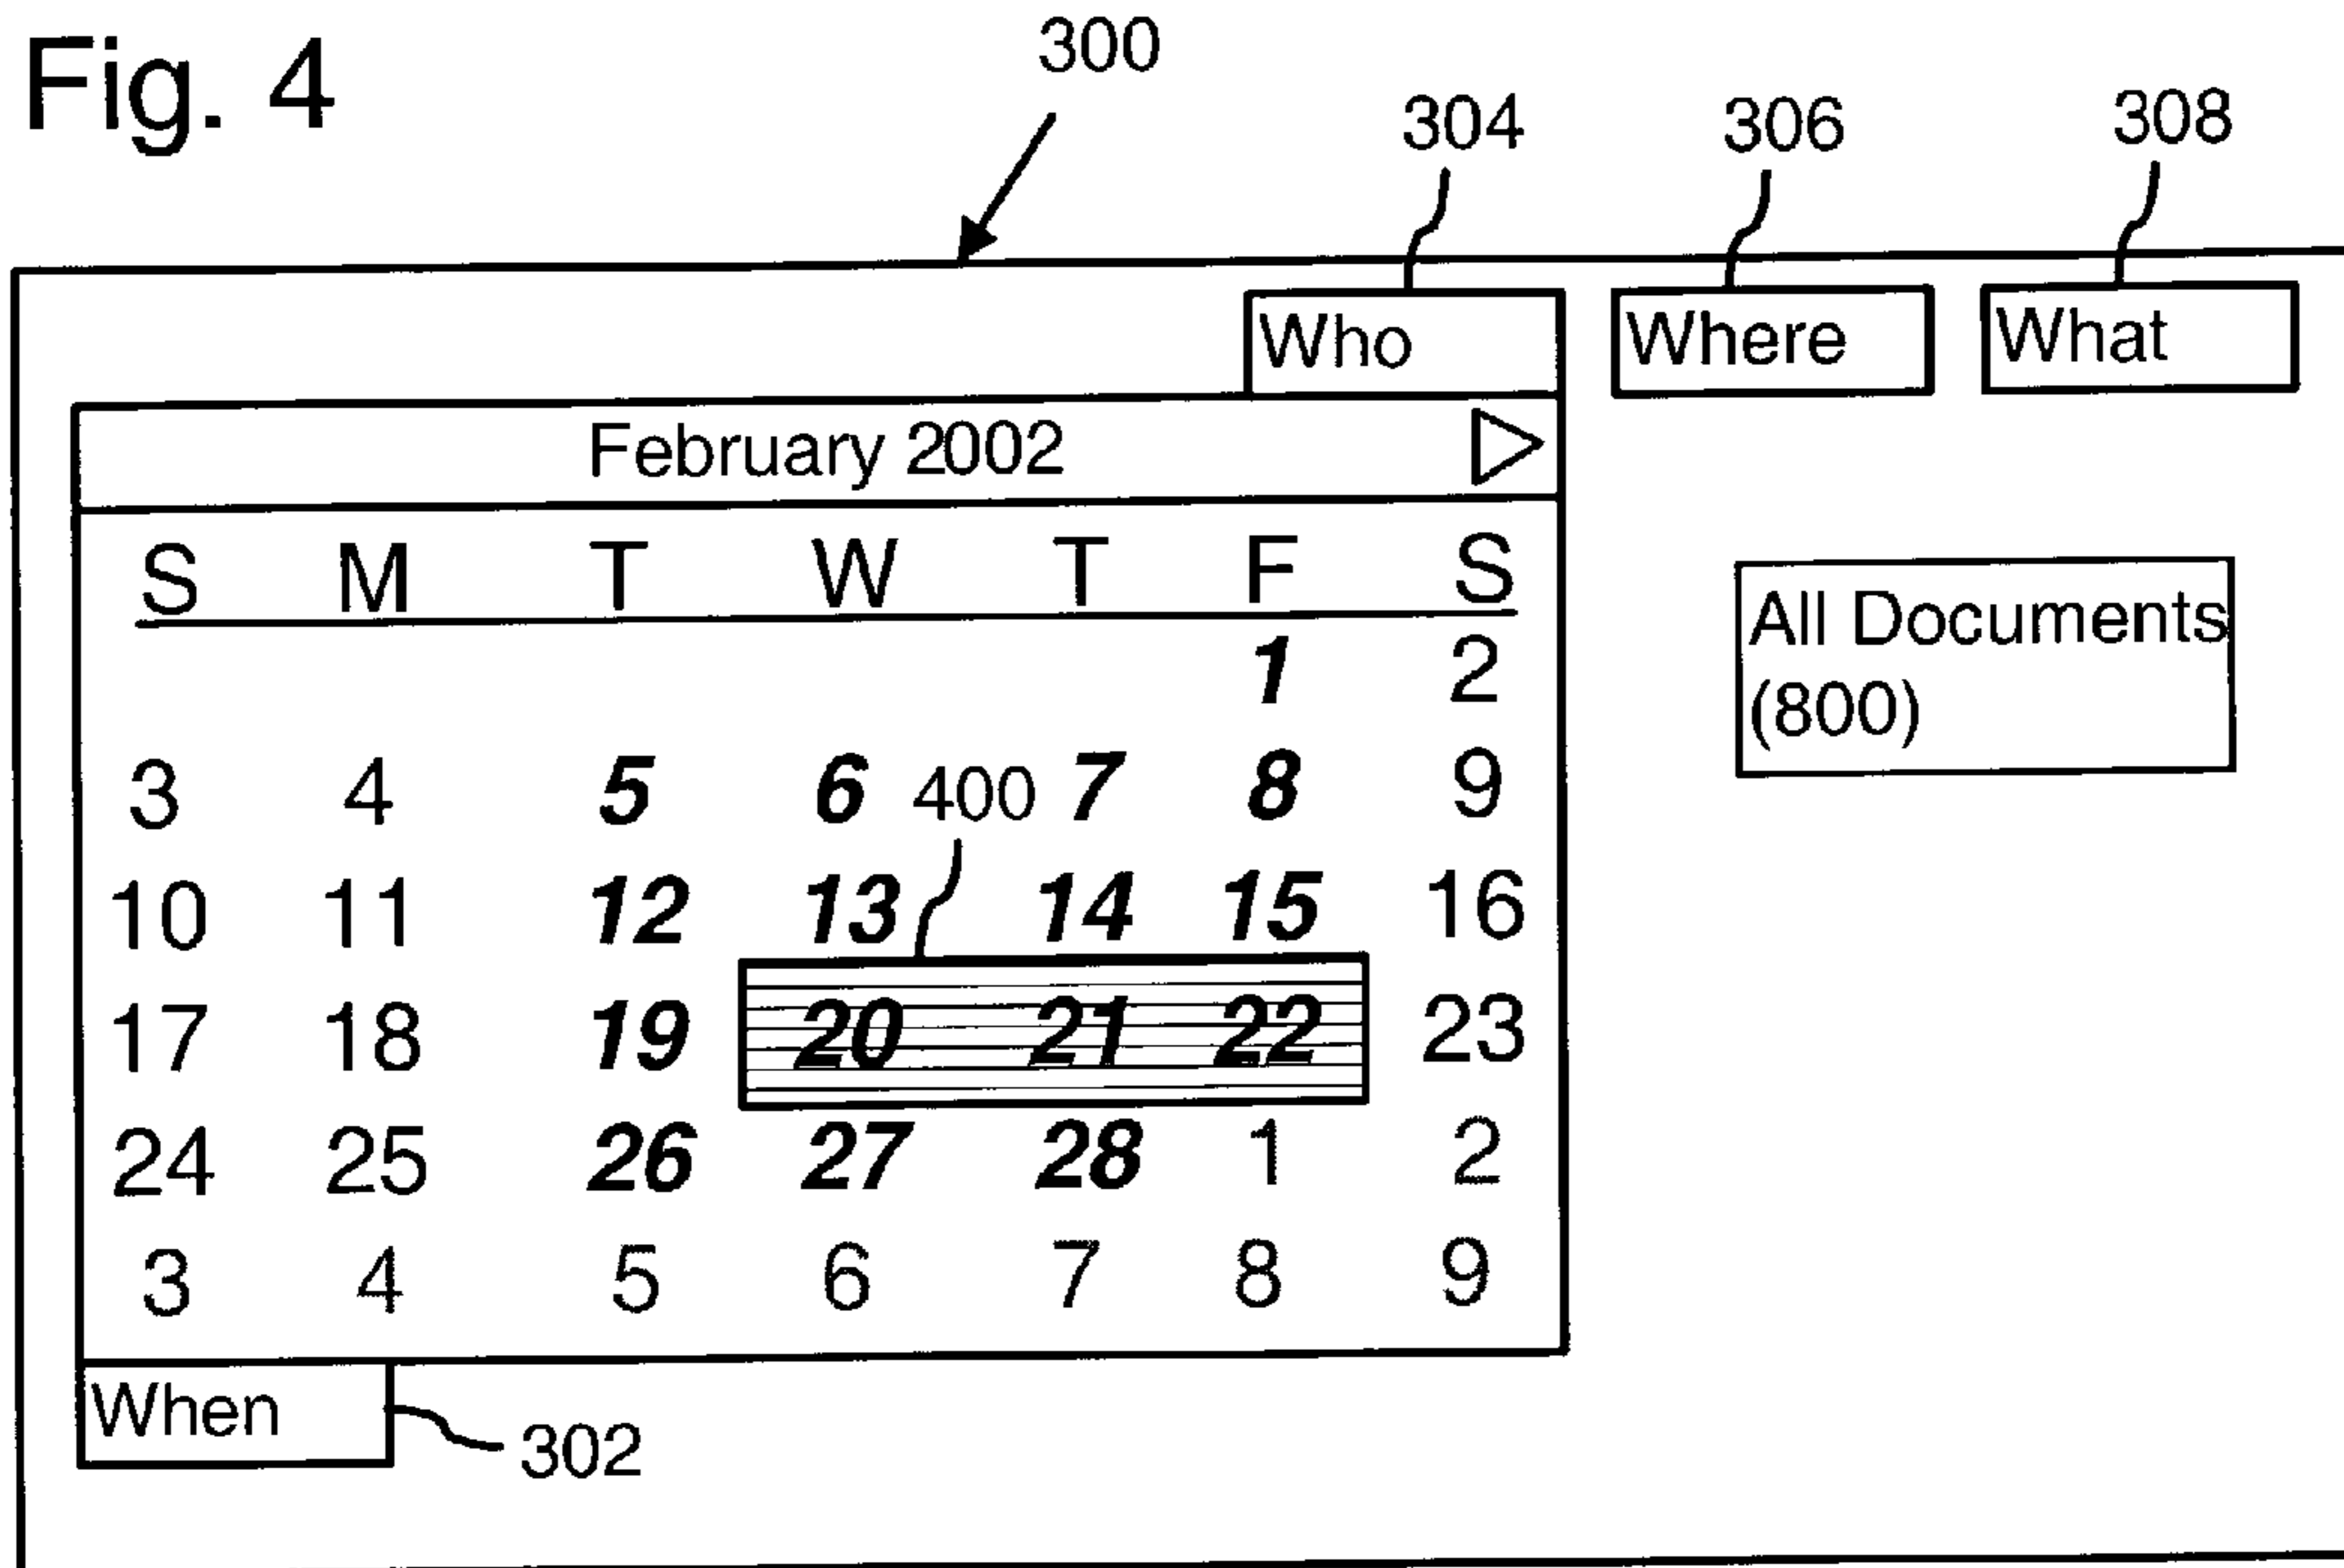 Fig. 4
300
304
306
308
Who
Where
What
February 2002
S M T W T F S
1 2
3 4 5 6 400 7 8 9
10 11 12 13 14 15 16
17 18 19 20 21 22 23
24 25 26 27 28 1 2
3 4 5 6 7 8 9
All Documents
(800)
When
302